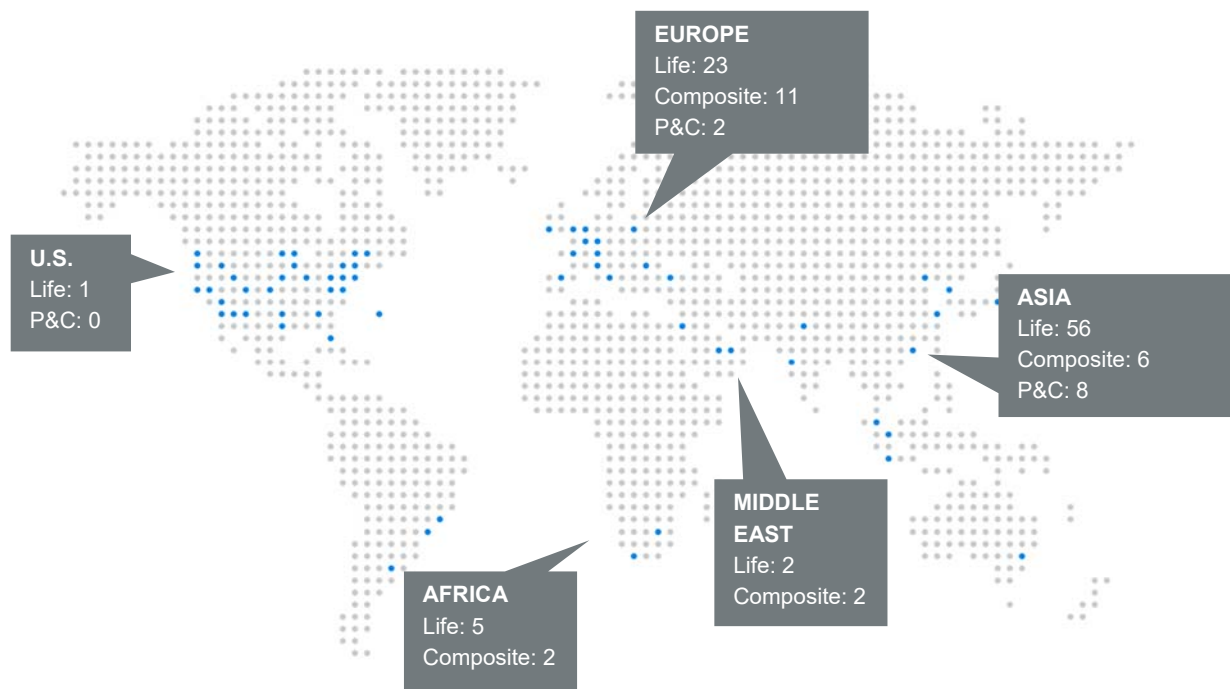 EUROPE
Life: 23
Composite: 11
P&C: 2
U.S.
Life: 1
P&C: 0
ASIA
Life: 56
Composite: 6
P&C: 8
MIDDLE
EAST
Life: 2
Composite: 2
AFRICA
Life: 5
Composite: 2